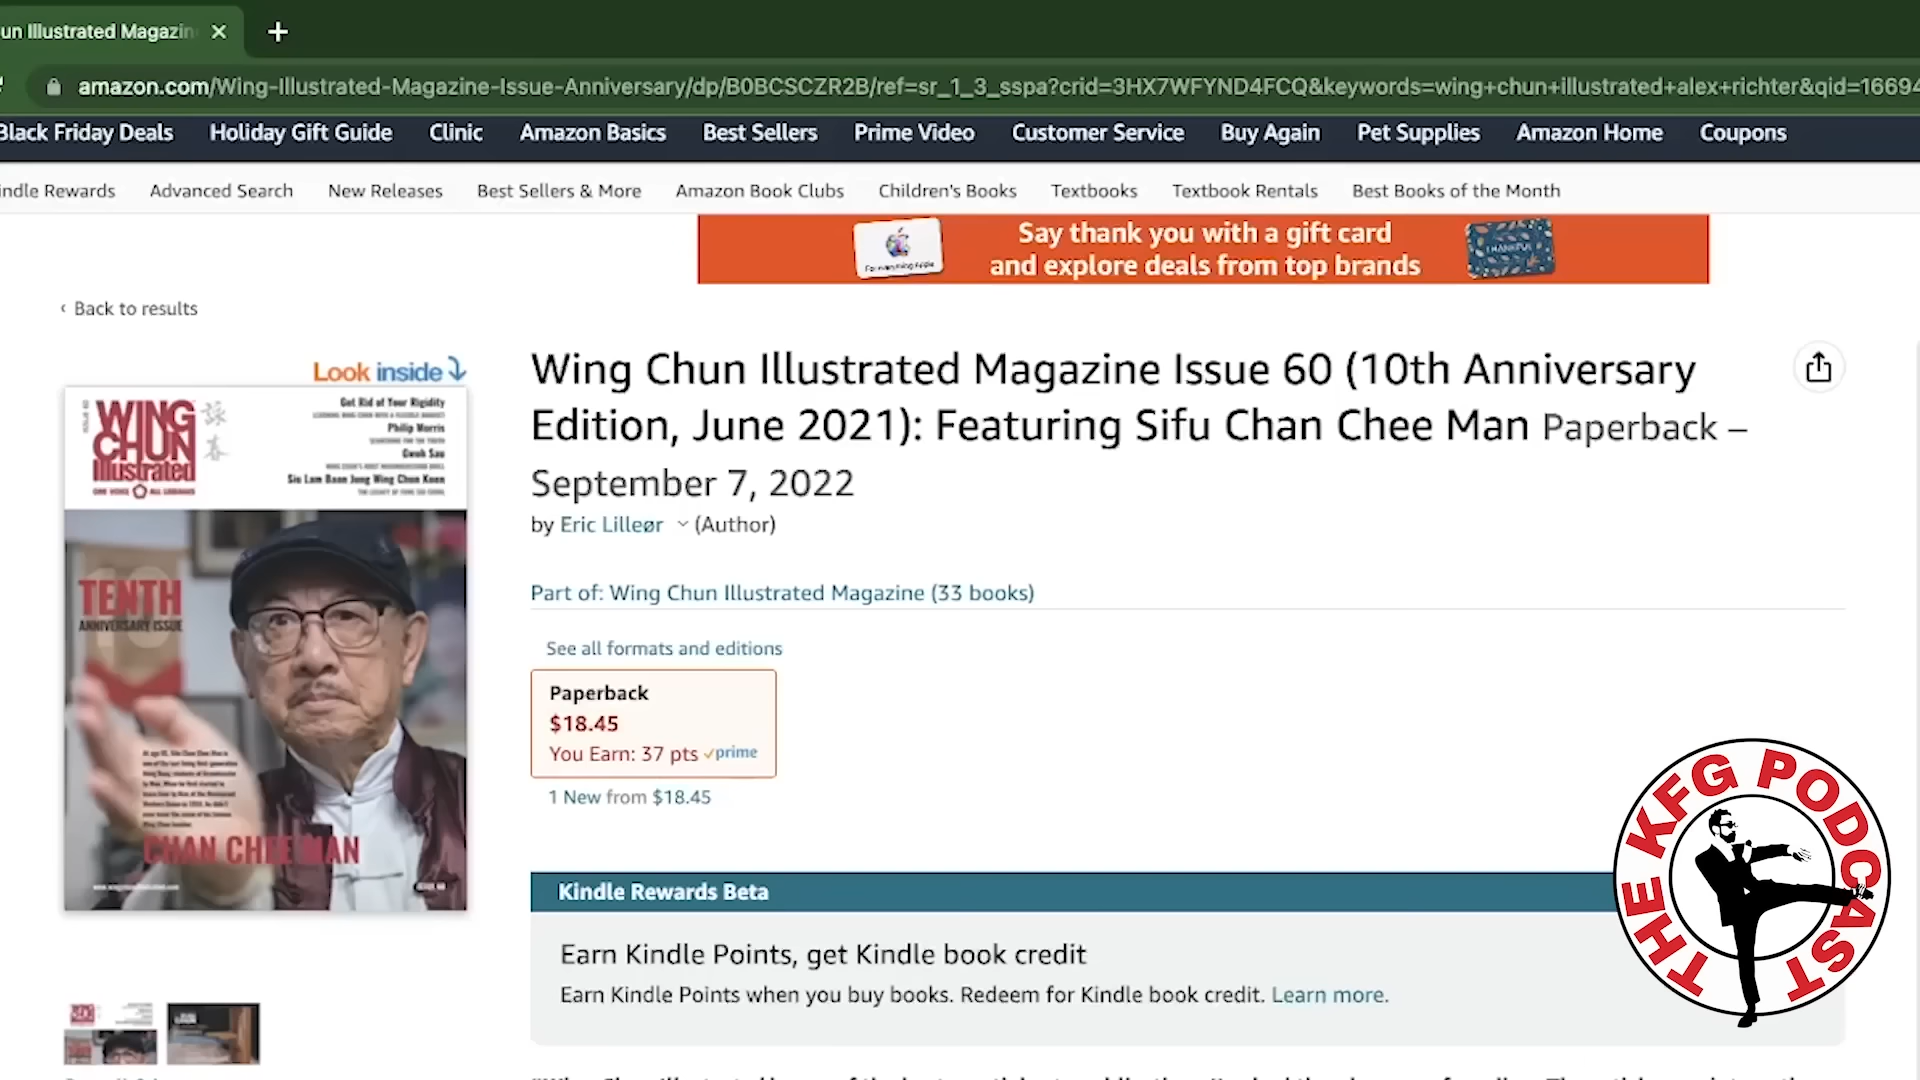 un Illustrated Magazin
amazon.com/Wing-Illustrated-Magazine-Issue-Anniversary/dp/B0BCSCZR2B/ref=sr_1_3_sspa?crid=3HX7WFYND4FCQ&keywords=wing+chun+illustrated+alex+richter&qid=16694
Black Friday Deals Holiday Gift Guide Clinic Amazon Basics Best Sellers Prime Video Customer Service Buy Again Pet Supplies Amazon Home Coupons
indle Rewards Advanced Search New Releases Best Sellers & More Amazon Book Clubs Children's Books Textbooks Textbook Rentals Best Books of the Month
Say thank you with a gift card
and explore deals from top brands
THANKFUL
‹ Back to results
Look inside
WING
CHUN
Illustrated
詠春
Get Rid of Your Rigidity
Philip Morris
Gwoh Sau
Siu Lam Baan Jung Wing Chun Kuen
TENTH
ANNIVERSARY ISSUE
10
CHAN CHEE MAN
Wing Chun Illustrated Magazine Issue 60 (10th Anniversary
Edition, June 2021): Featuring Sifu Chan Chee Man Paperback –
September 7, 2022
by Eric Lilleør (Author)
Part of: Wing Chun Illustrated Magazine (33 books)
See all formats and editions
Paperback
$18.45
You Earn: 37 pts prime
1 New from $18.45
Kindle Rewards Beta
Earn Kindle Points, get Kindle book credit
Earn Kindle Points when you buy books. Redeem for Kindle book credit. Learn more.
THE KFG PODCAST